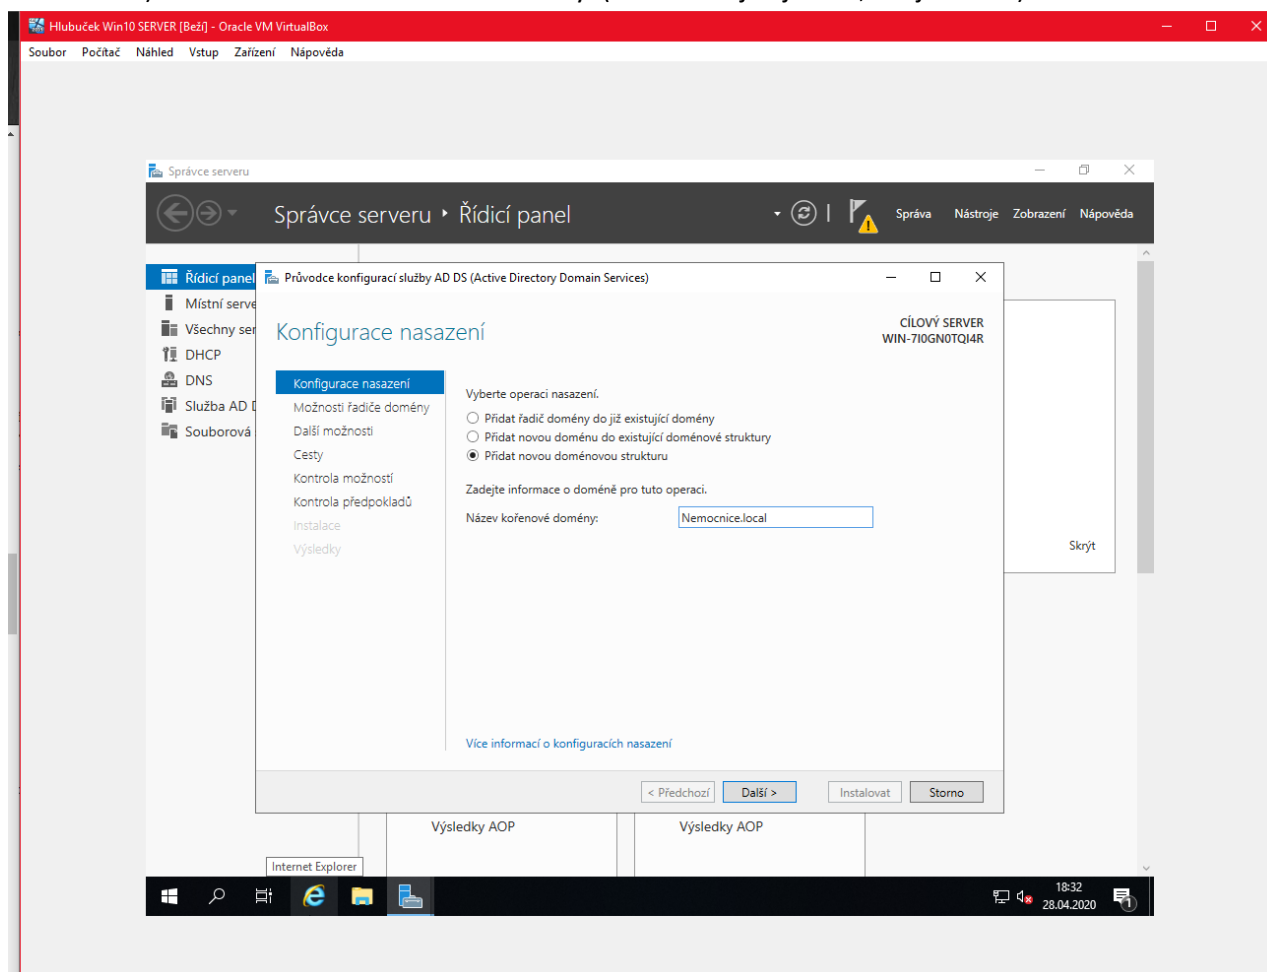 Hlubuček Win10 SERVER [Beží] - Oracle VM VirtualBox
Soubor Počítač Náhled Vstup Zařízení Nápověda
Správce serveru
Správce serveru • Řídicí panel
Správa Nástroje Zobrazení Nápověda
Řídicí panel
Místní serve
Všechny ser
DHCP
DNS
Služba AD D
Souborová
Průvodce konfigurací služby AD DS (Active Directory Domain Services)
Konfigurace nasazení
CÍLOVÝ SERVER
WIN-7I0GN0TQI4R
Konfigurace nasazení
Možnosti řadiče domény
Další možnosti
Cesty
Kontrola možností
Kontrola předpokladů
Instalace
Výsledky
Vyberte operaci nasazení.
Přidat řadič domény do již existující domény
Přidat novou doménu do existující doménové struktury
Přidat novou doménovou strukturu
Zadejte informace o doméně pro tuto operaci.
Název kořenové domény: Nemocnice.local
Více informací o konfiguracích nasazení
< Předchozí Další > Instalovat Storno
Skrýt
Výsledky AOP Výsledky AOP
Internet Explorer
18:32
28.04.2020
1